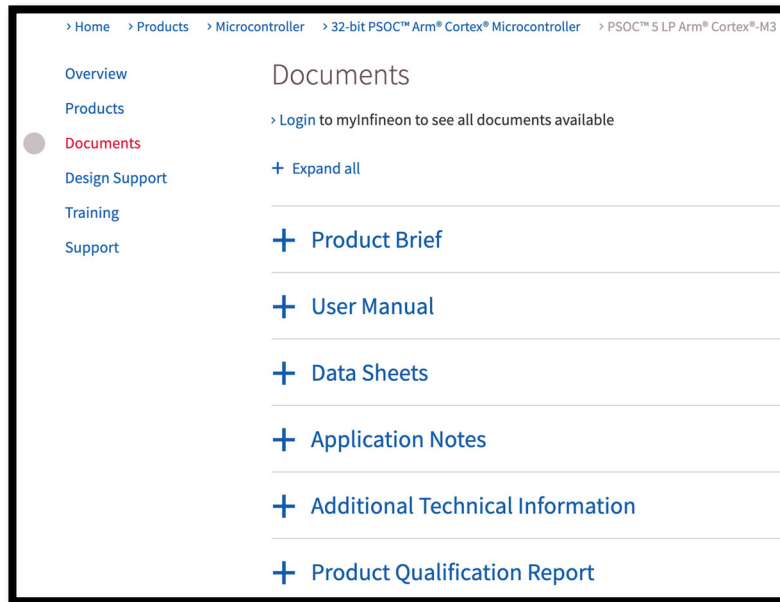 › Home › Products › Microcontroller › 32-bit PSOC™ Arm® Cortex® Microcontroller › PSOC™ 5 LP Arm® Cortex®-M3
Overview
Products
Documents
Design Support
Training
Support
Documents
› Login to myInfineon to see all documents available
+ Expand all
+ Product Brief
+ User Manual
+ Data Sheets
+ Application Notes
+ Additional Technical Information
+ Product Qualification Report